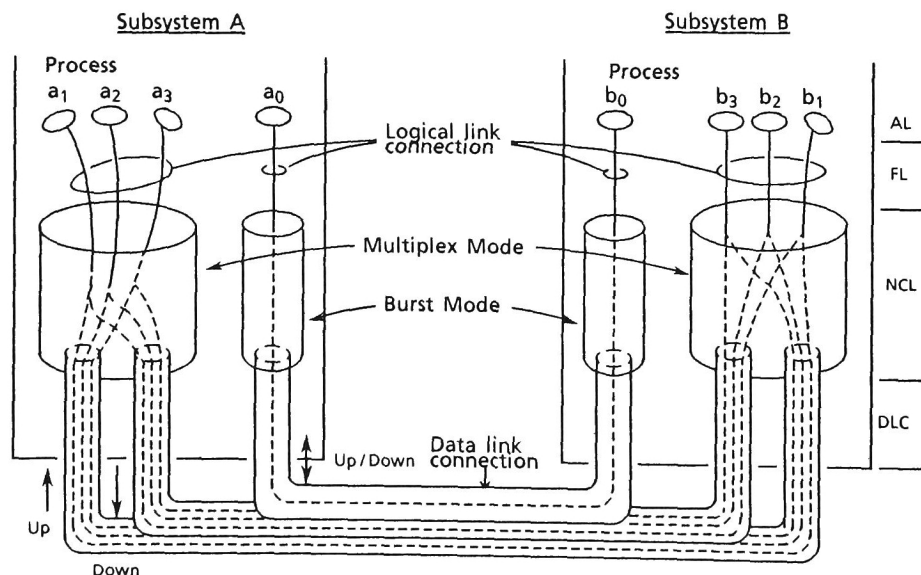 Subsystem A
Subsystem B
Process
a1 a2 a3 a0
Process
b0 b3 b2 b1
AL
Logical link
connection
FL
Multiplex Mode
NCL
Burst Mode
DLC
Up/Down
Data link
connection
Up
Down